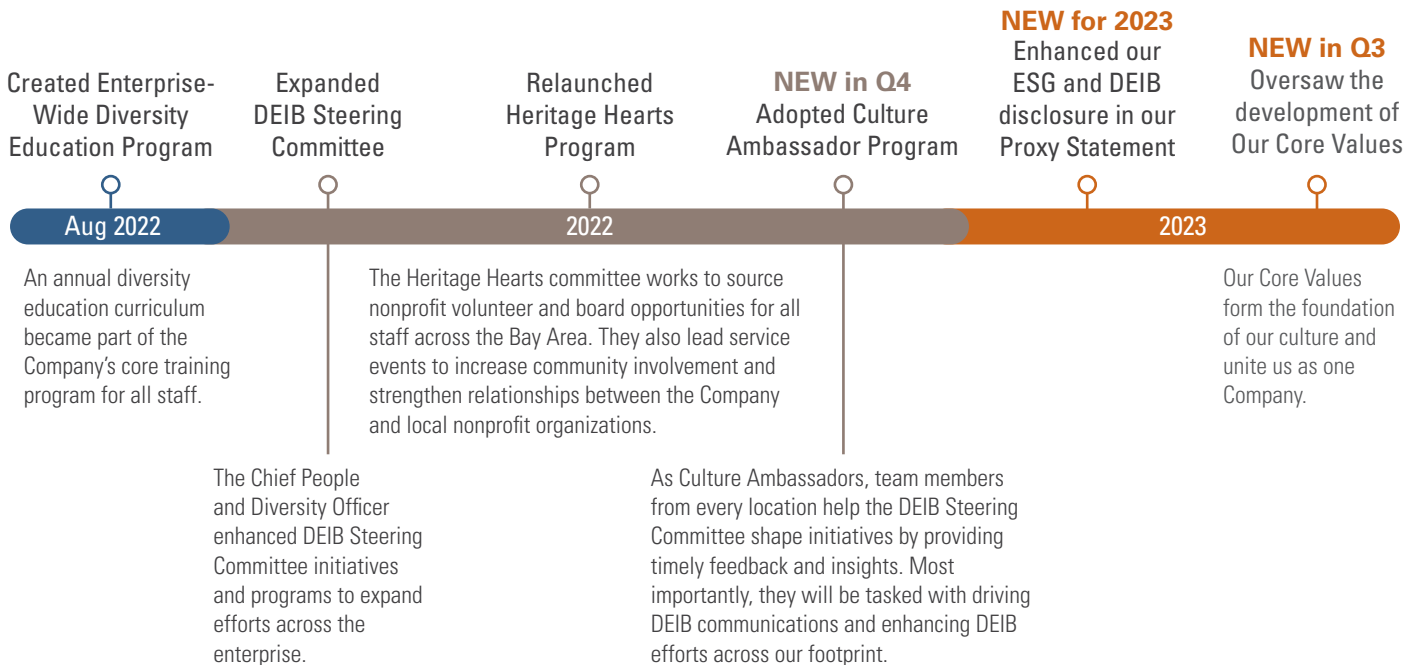 Created Enterprise-
Wide Diversity
Education Program
Expanded
DEIB Steering
Committee
Relaunched
Heritage Hearts
Program
NEW in Q4
Adopted Culture
Ambassador Program
NEW for 2023
Enhanced our
ESG and DEIB
disclosure in our
Proxy Statement
NEW in Q3
Oversaw the
development of
Our Core Values
Aug 2022
2022
2023
An annual diversity
education curriculum
became part of the
Company's core training
program for all staff.
The Heritage Hearts committee works to source
nonprofit volunteer and board opportunities for all
staff across the Bay Area. They also lead service
events to increase community involvement and
strengthen relationships between the Company
and local nonprofit organizations.
Our Core Values
form the foundation
of our culture and
unite us as one
Company.
The Chief People
and Diversity Officer
enhanced DEIB Steering
Committee initiatives
and programs to expand
efforts across the
enterprise.
As Culture Ambassadors, team members
from every location help the DEIB Steering
Committee shape initiatives by providing
timely feedback and insights. Most
importantly, they will be tasked with driving
DEIB communications and enhancing DEIB
efforts across our footprint.